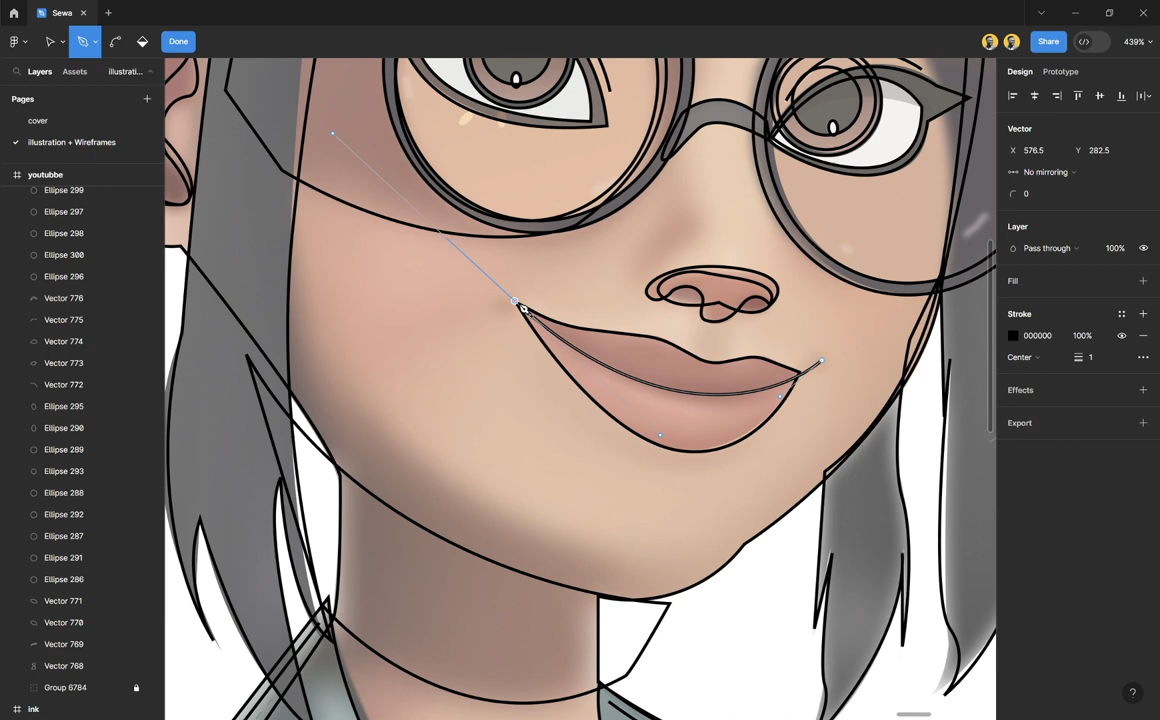 Sewa
Done
Share
439%
Layers
Assets
illustrati...
Pages
cover
illustration + Wireframes
youtubbe
Ellipse 299
Ellipse 297
Ellipse 298
Ellipse 300
Ellipse 296
Vector 776
Vector 775
Vector 774
Vector 773
Vector 772
Ellipse 295
Ellipse 290
Ellipse 289
Ellipse 293
Ellipse 288
Ellipse 292
Ellipse 287
Ellipse 291
Ellipse 286
Vector 771
Vector 770
Vector 769
Vector 768
Group 6784
ink
Design
Prototype
Vector
X 576.5 Y 282.5
No mirroring
0
Layer
Pass through 100%
Fill
Stroke
000000 100%
Center 1
Effects
Export
?